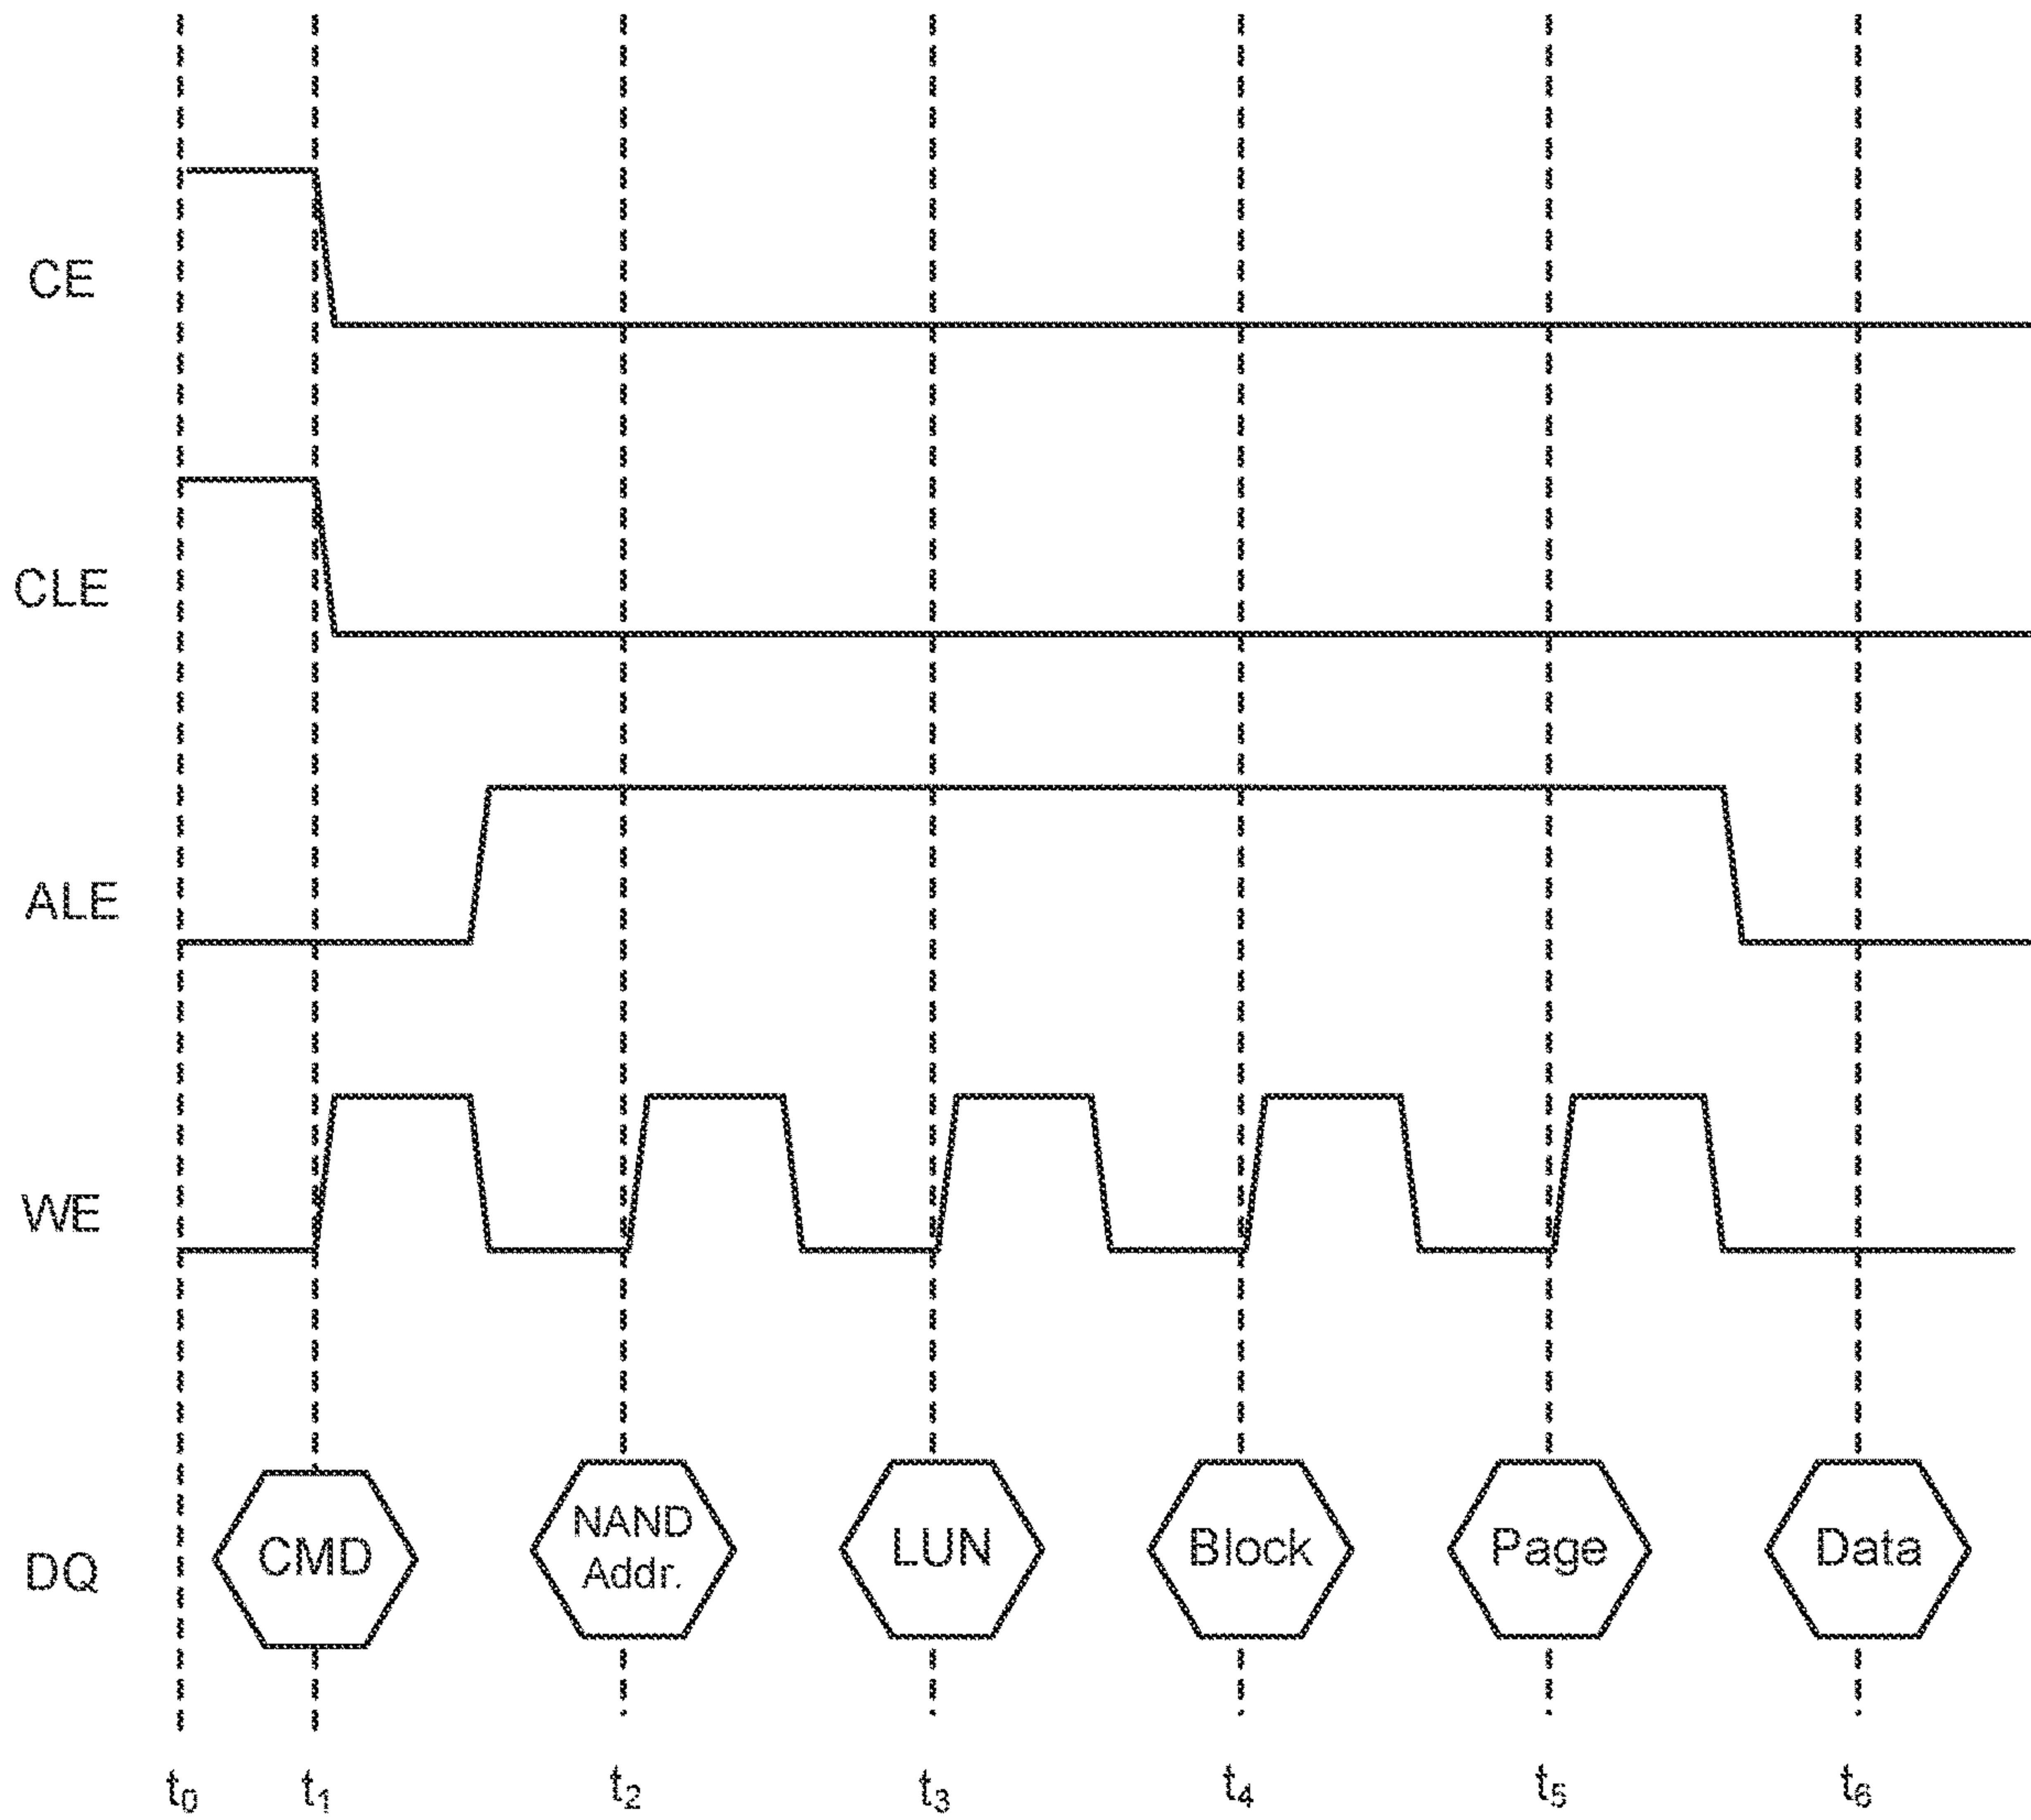 CE
CLE
ALE
WE
DQ
CMD
NAND
Addr.
LUN
Block
Page
Data
t₀ t₁ t₂ t₃ t₄ t₅ t₆